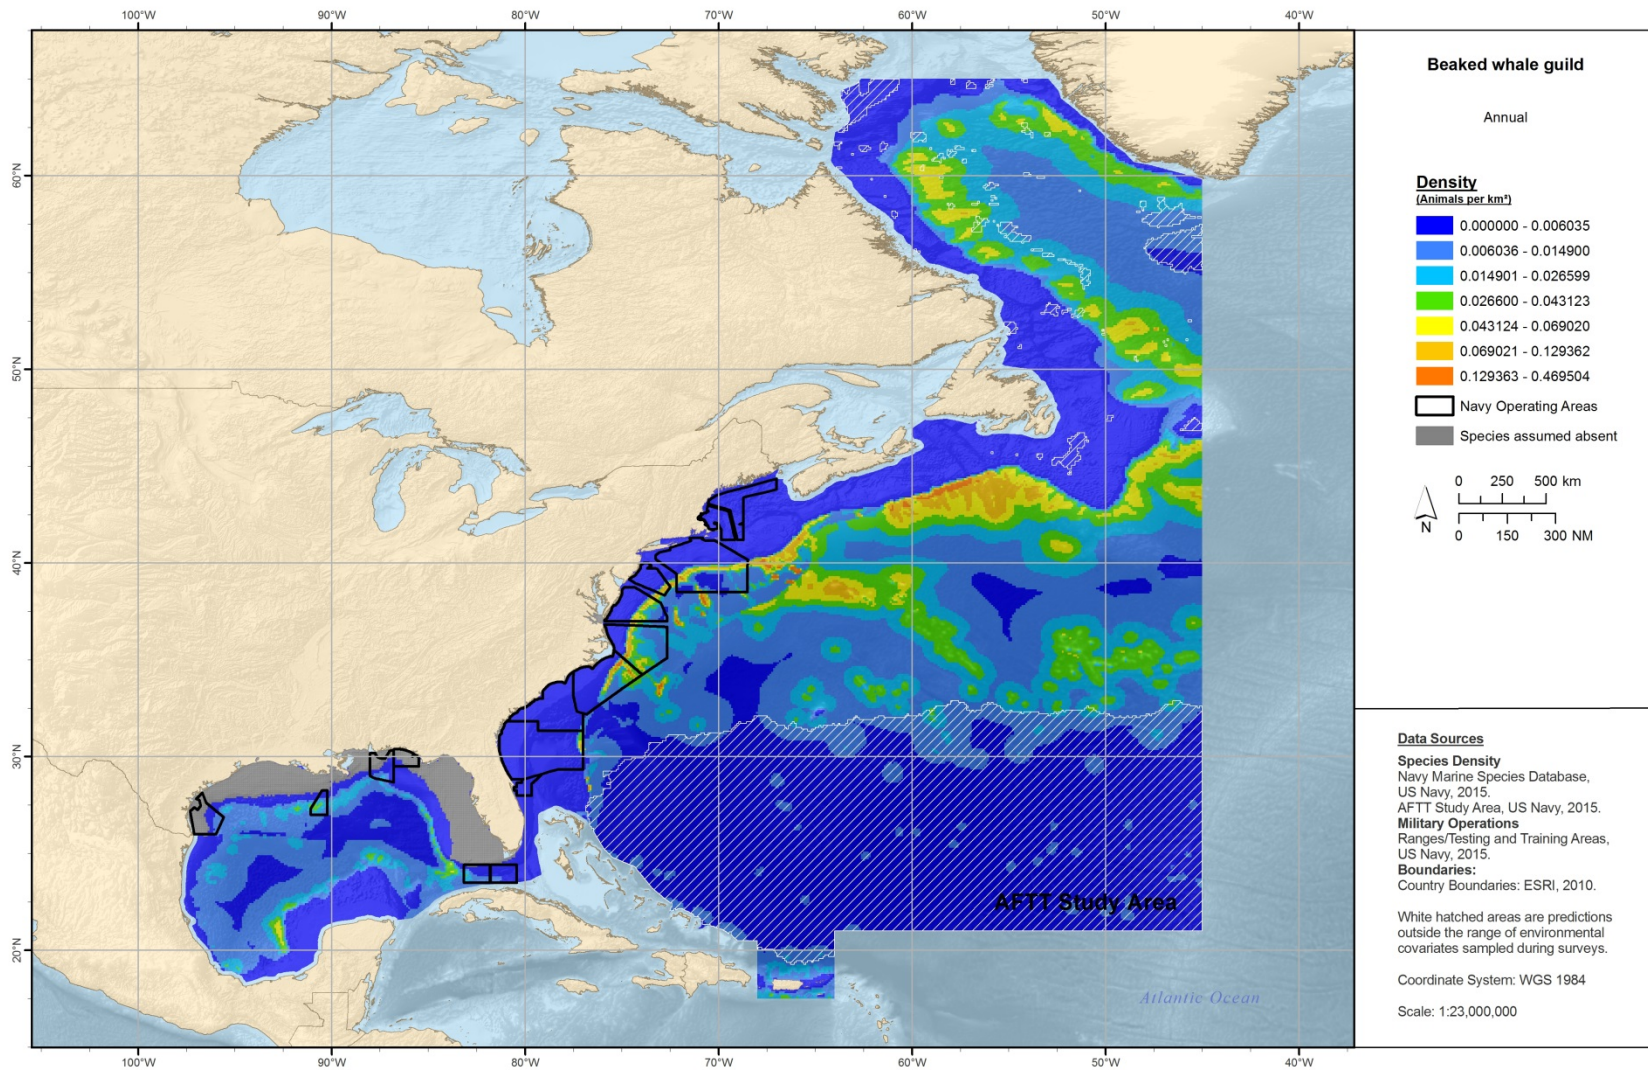 100°W 90°W 80°W 70°W 60°W 50°W 40°W
60°N
50°N
40°N
30°N
20°N
AFTT Study Area
Atlantic Ocean
100°W 90°W 80°W 70°W 60°W 50°W 40°W
Beaked whale guild
Annual
Density
(Animals per km²)
0.000000 - 0.006035
0.006036 - 0.014900
0.014901 - 0.026599
0.026600 - 0.043123
0.043124 - 0.069020
0.069021 - 0.129362
0.129363 - 0.469504
Navy Operating Areas
Species assumed absent
0 250 500 km
N
0 150 300 NM
Data Sources
Species Density
Navy Marine Species Database,
US Navy, 2015.
AFTT Study Area, US Navy, 2015.
Military Operations
Ranges/Testing and Training Areas,
US Navy, 2015.
Boundaries:
Country Boundaries: ESRI, 2010.
White hatched areas are predictions
outside the range of environmental
covariates sampled during surveys.
Coordinate System: WGS 1984
Scale: 1:23,000,000